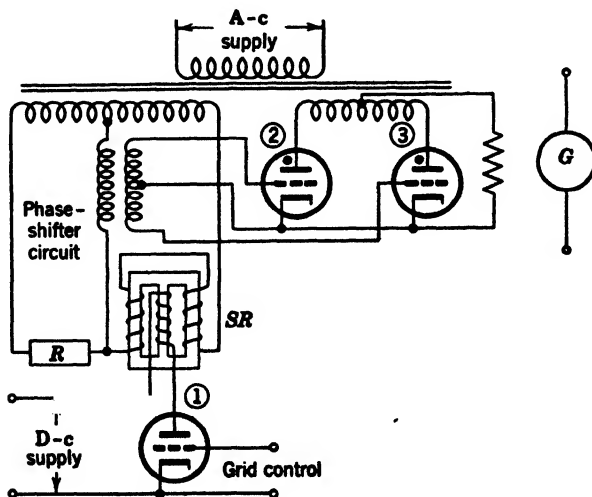 A-c
supply
②
③
G
Phase-
shifter
circuit
SR
R
①
D-c
supply
Grid control